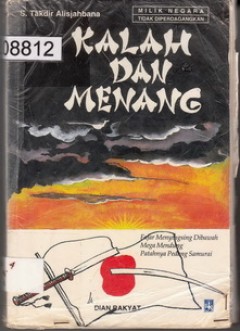 08812
S. Takdir Alisjahbana
MILIK NEGARA
TIDAK DIPERDAGANGKAN
KALAH
DAN
MENANG
Fajar Menyingsing Dibawah
Mega Mendung
Patahnya Pedang Samurai
DIAN RAKYAT